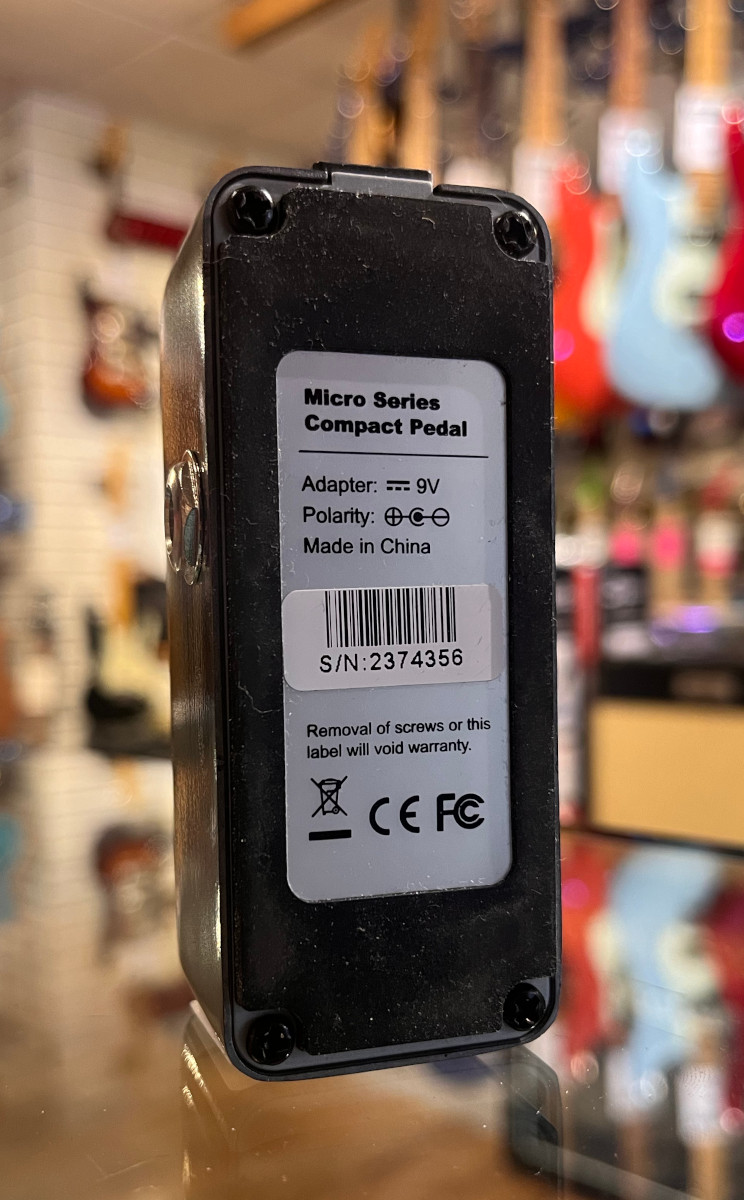 Micro Series
Compact Pedal
Adapter: ⎓ 9V
Polarity:
Made in China
S/N:2374356
Removal of screws or this
label will void warranty.
CE FC